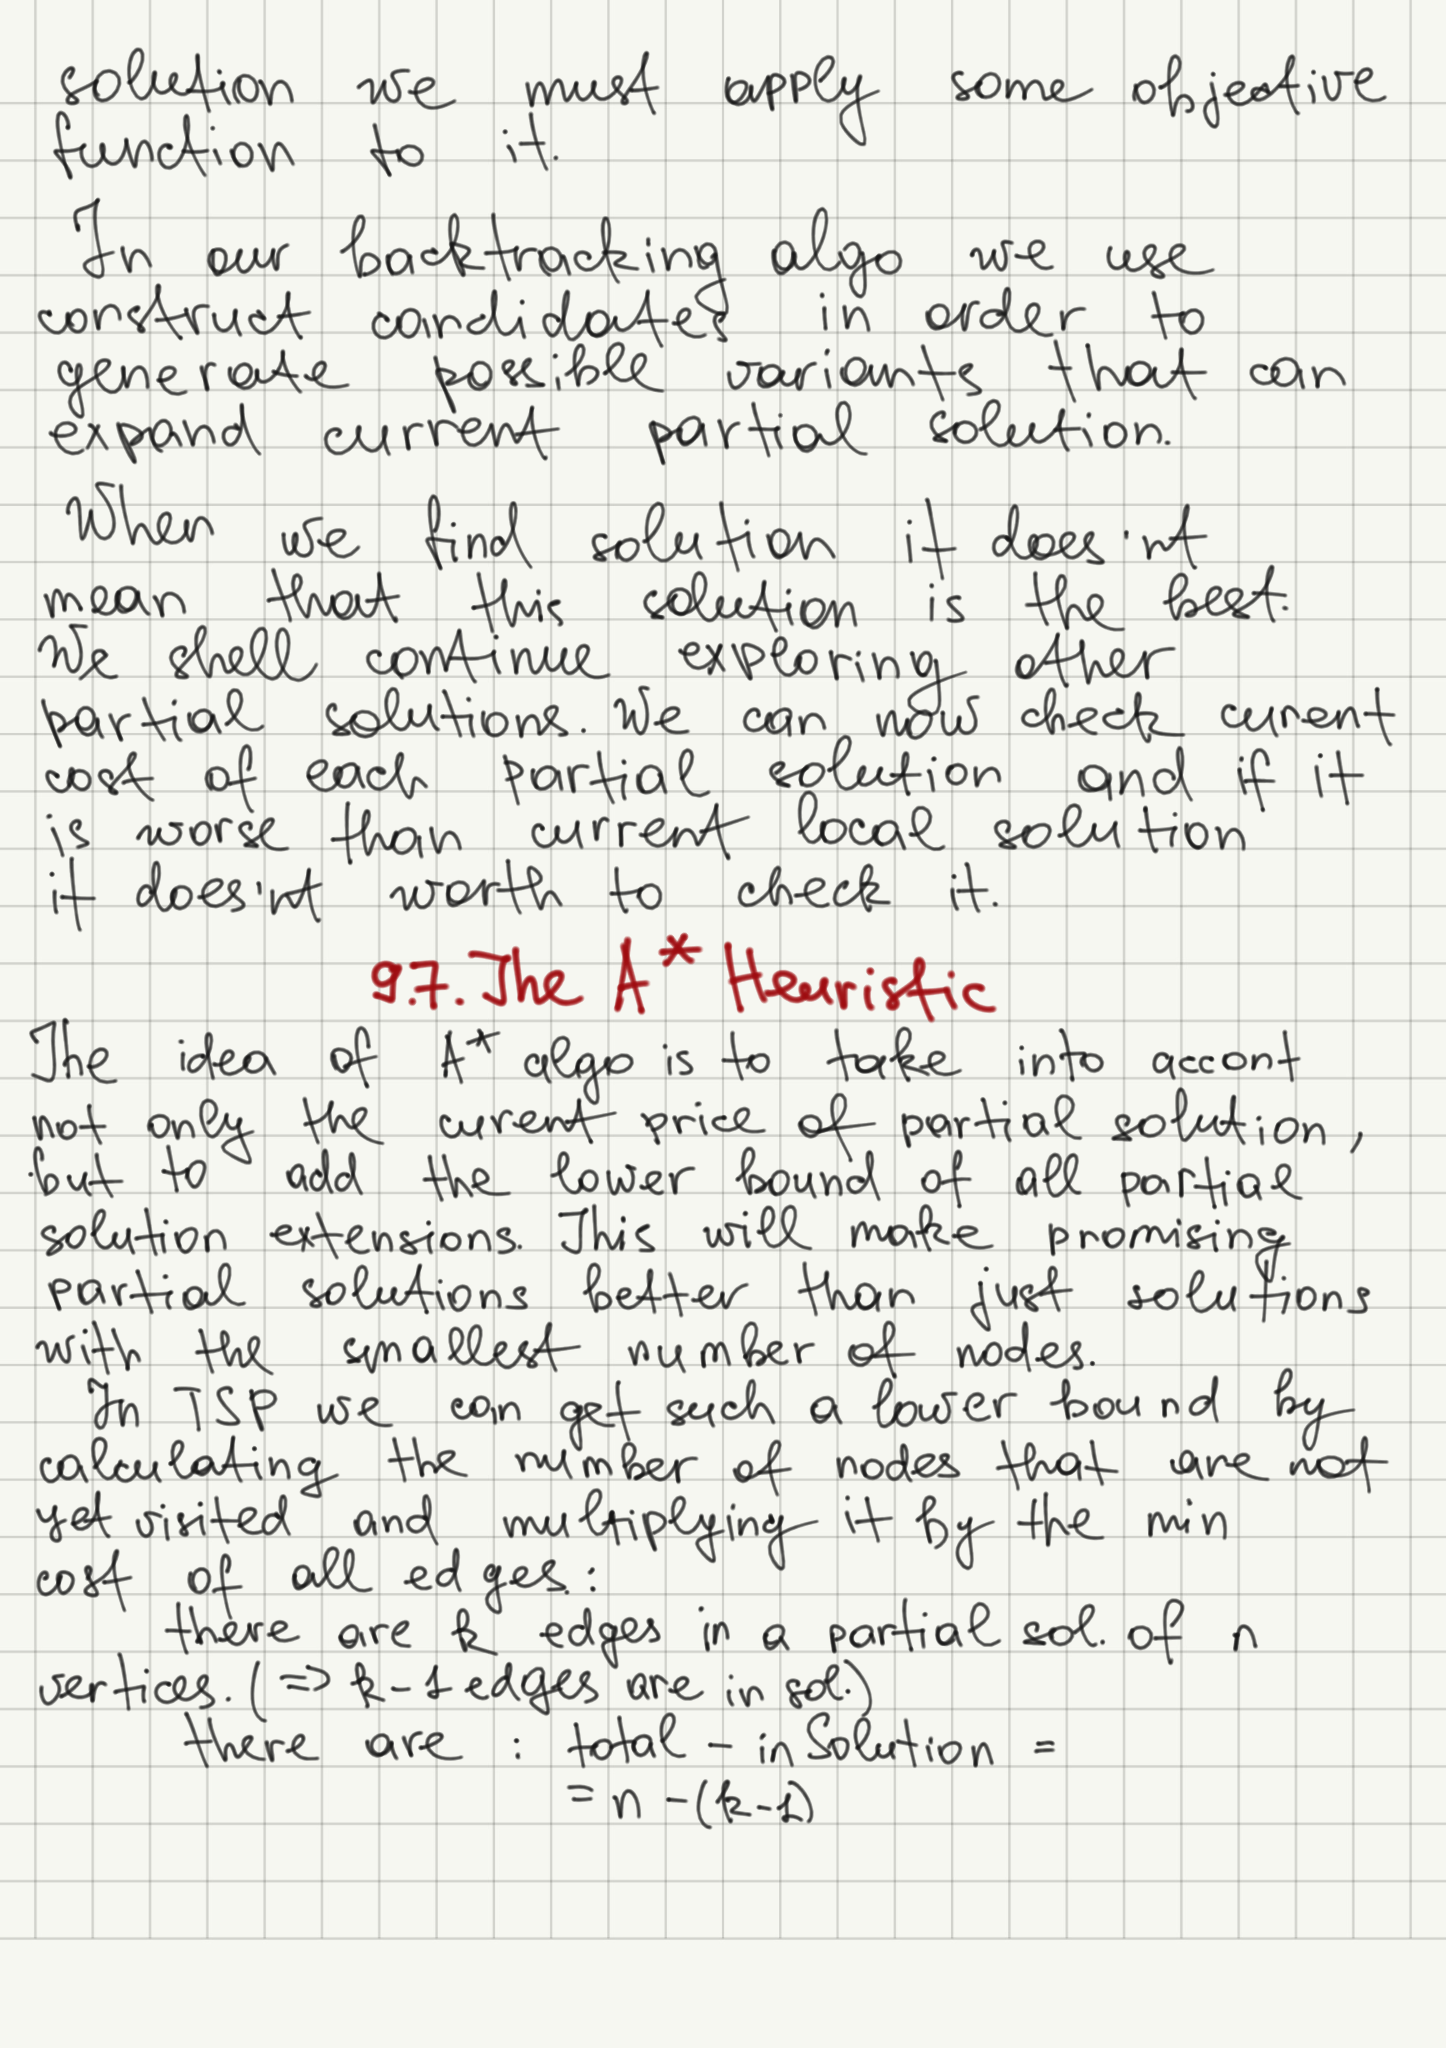 solution we must apply some objective
function to it.
In our backtracking algo we use
construct candidates in order to
generate possible variants that can
expand current partial solution.
When we find solution it does'nt
mean that this solution is the best.
We shell continue exploring other
partial solutions. We can now check curent
cost of each partial solution and if it
is worse than current local solution
it does'nt worth to check it.
9.7. The A* Heuristic
The idea of A* algo is to take into accont
not only the curent price of partial solution,
but to add the lower bound of all partial
solution extensions. This will make promising
partial solutions better than just solutions
with the smallest number of nodes.
In TSP we can get such a lower bound by
calculating the number of nodes that are not
yet visited and multiplying it by the min
cost of all edges.:
there are k edges in a partial sol. of n
vertices. (=> k-1 edges are in sol.)
there are : total - inSolution =
= n - (k-1)